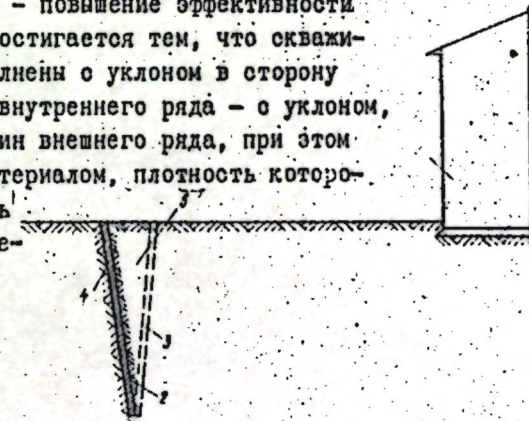 – повышение эффективности
остигается тем, что скважи-
лнены с уклоном в сторону
внутреннего ряда – с уклоном,
ин внешнего ряда, при этом
териалом, плотность которо-
ь
е-
3
4
3
2